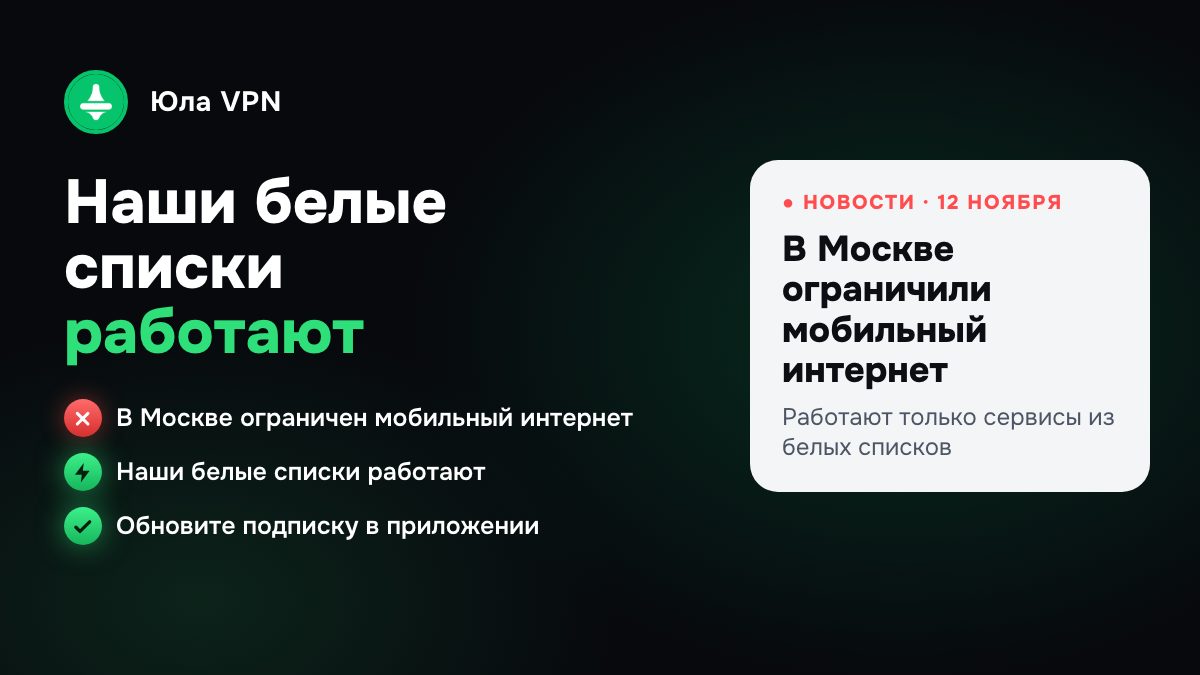 Юла VPN
Наши белые
списки
работают
В Москве ограничен мобильный интернет
Наши белые списки работают
Обновите подписку в приложении
• НОВОСТИ · 12 НОЯБРЯ
В Москве
ограничили
мобильный
интернет
Работают только сервисы из
белых списков